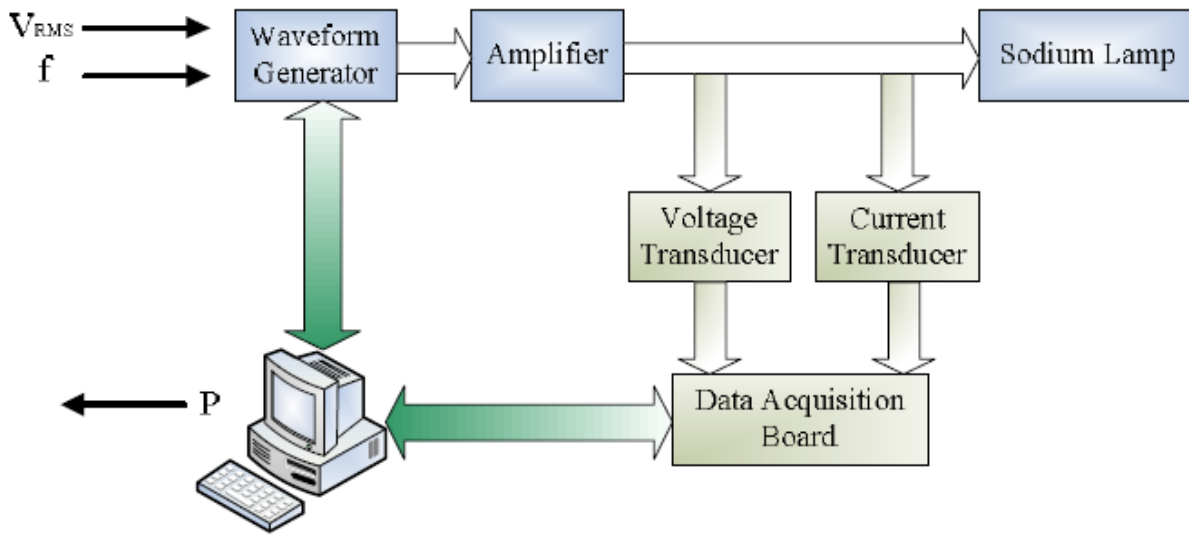 VRMS
f
Waveform
Generator
Amplifier
Sodium Lamp
Voltage
Transducer
Current
Transducer
P
Data Acquisition
Board